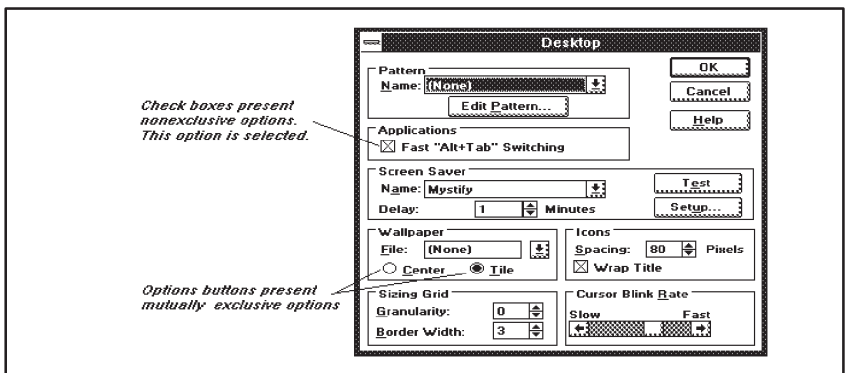 Desktop
Pattern
Name: (None)
Edit Pattern...
OK
Cancel
Help
Check boxes present
nonexclusive options.
This option is selected.
Applications
Fast "Alt+Tab" Switching
Screen Saver
Name: Mystify
Delay: 1 Minutes
Test
Setup...
Wallpaper
File: (None)
Center Tile
Icons
Spacing: 80 Pixels
Wrap Title
Options buttons present
mutually exclusive options
Sizing Grid
Granularity: 0
Border Width: 3
Cursor Blink Rate
Slow Fast